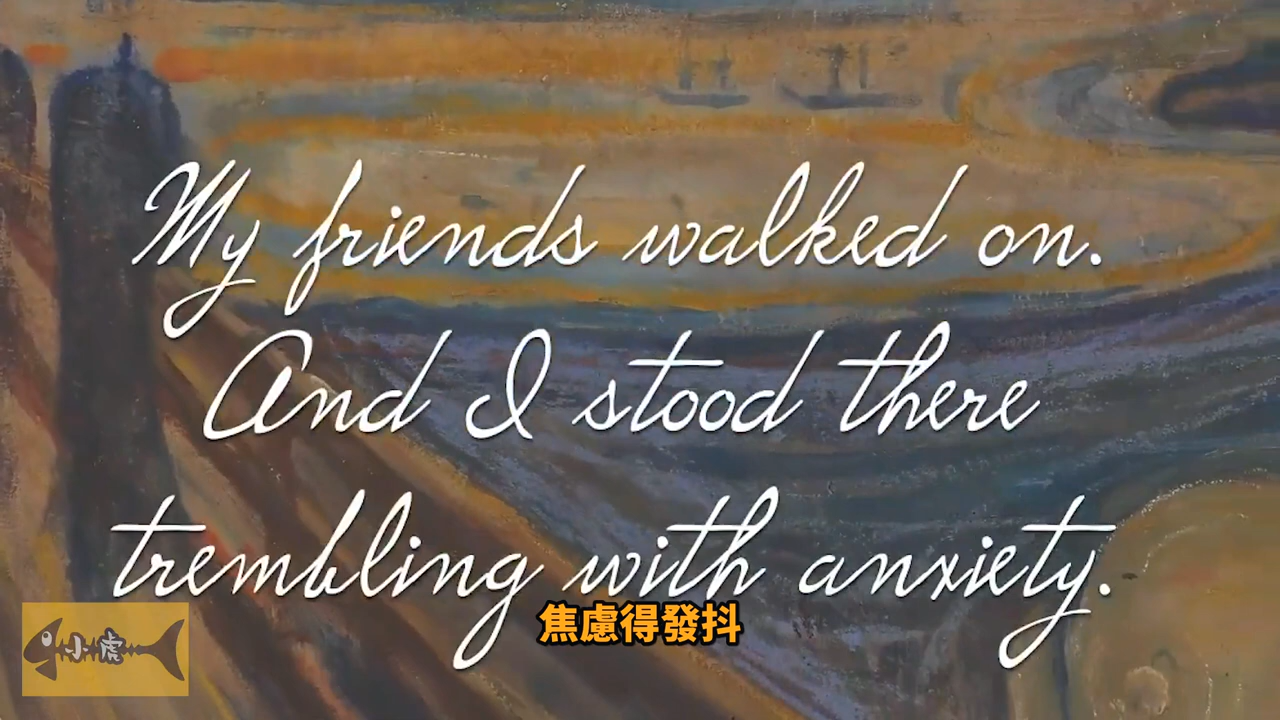 My friends walked on.
And I stood there
trembling with anxiety.
焦慮得發抖
小虎